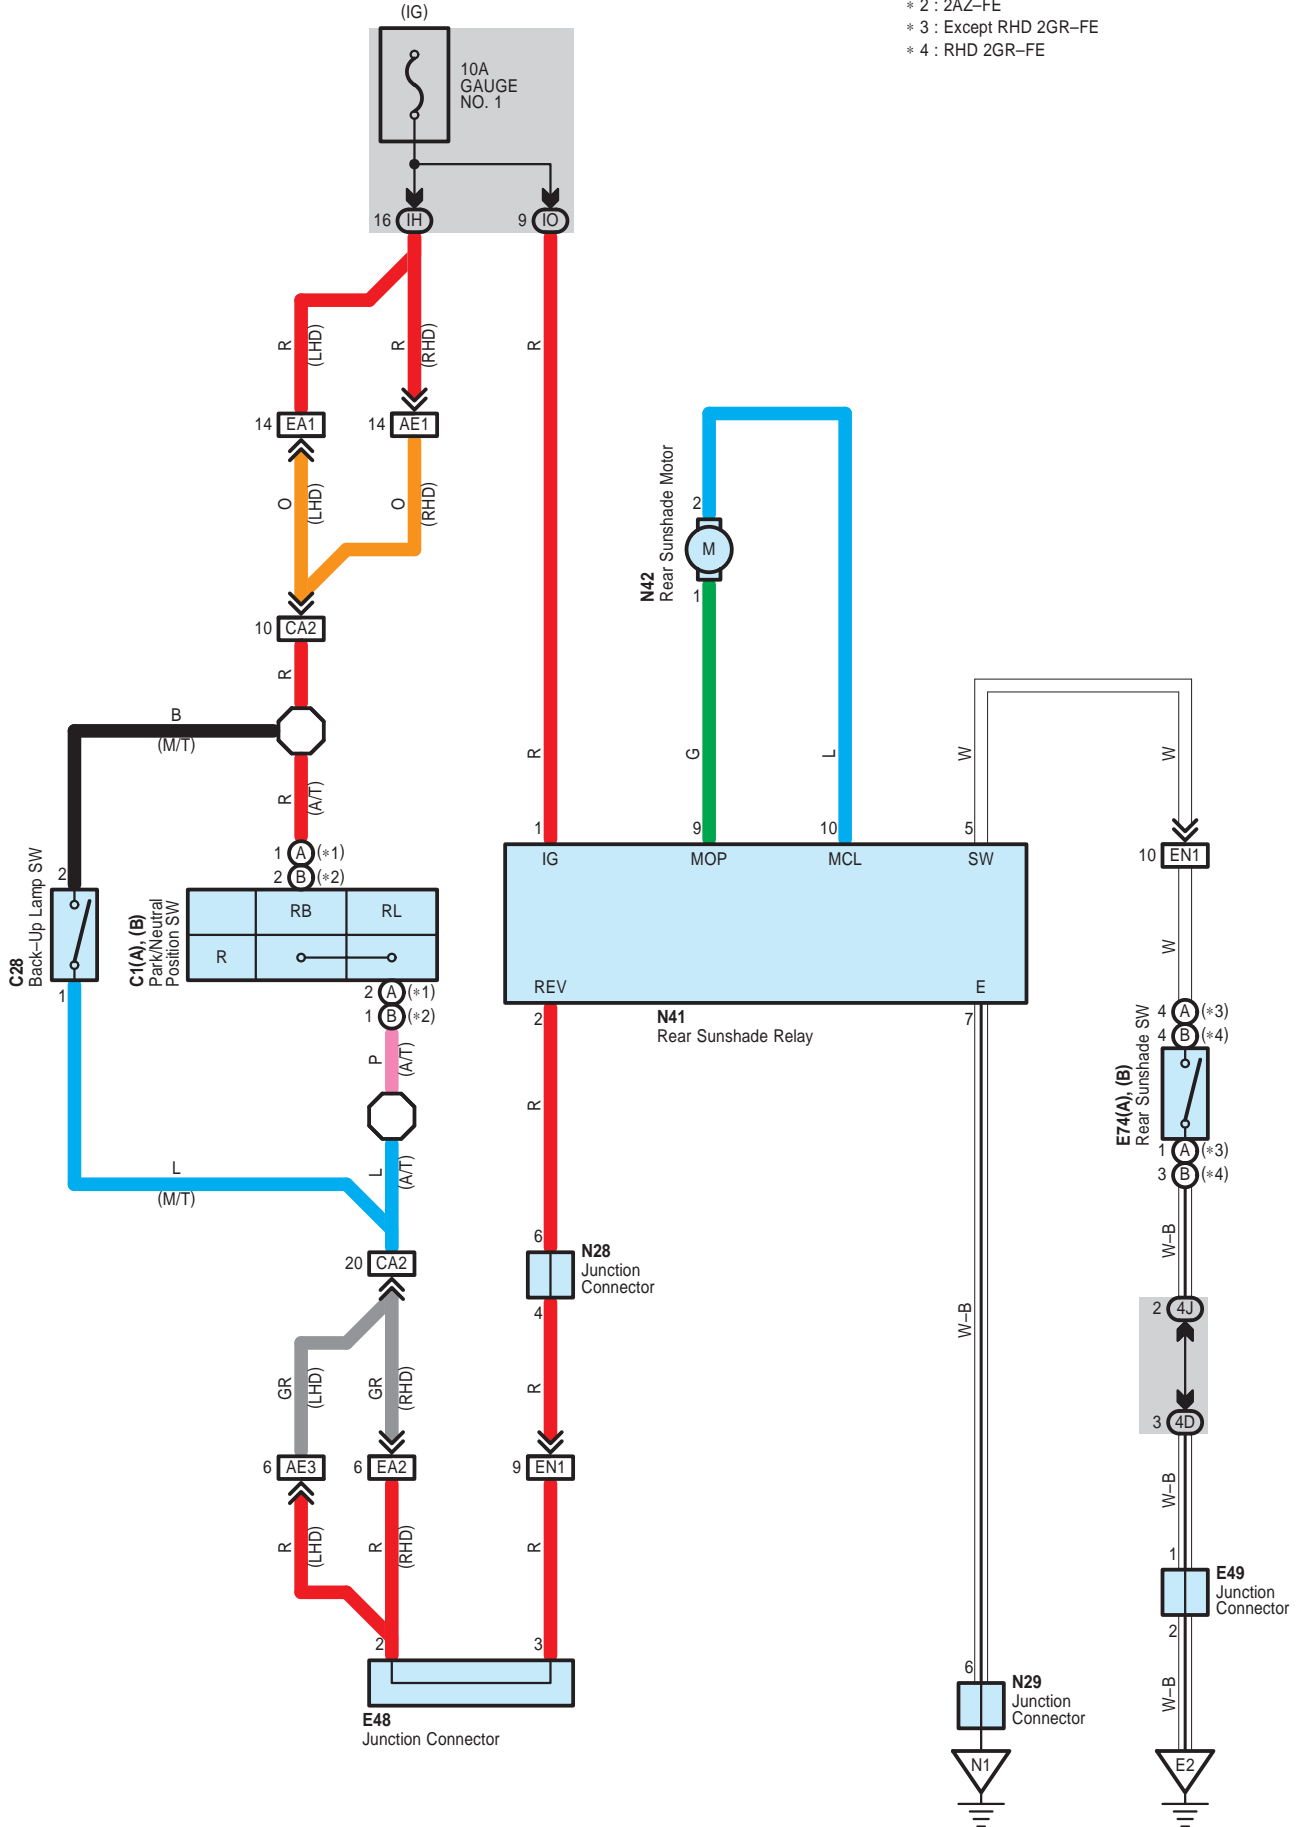 (IG)
* 2 : 2AZ–FE
* 3 : Except RHD 2GR–FE
* 4 : RHD 2GR–FE
10A
GAUGE
NO. 1
16 IH
9 IO
R
(LHD)
R
(RHD)
R
14 EA1
14 AE1
O
(LHD)
O
(RHD)
N42
Rear Sunshade Motor
2
M
1
10 CA2
R
B
(M/T)
R
(A/T)
R
G
L
W
W
1 A (*1)
2 B (*2)
1
9
10
5
10 EN1
C28
Back–Up Lamp SW
2
1
C1(A), (B)
Park/Neutral
Position SW
RB
RL
R
IG
MOP
MCL
SW
REV
E
W
2 A (*1)
1 B (*2)
2
N41
Rear Sunshade Relay
7
4 A (*3)
4 B (*4)
E74(A), (B)
Rear Sunshade SW
1 A (*3)
3 B (*4)
P
(A/T)
R
L
(M/T)
L
(A/T)
20 CA2
6
N28
Junction
Connector
4
W–B
W–B
2 4J
3 4D
GR
(LHD)
GR
(RHD)
R
6 AE3
6 EA2
9 EN1
R
(LHD)
R
(RHD)
R
W–B
1
E49
Junction
Connector
2
W–B
2
3
E48
Junction Connector
6
N29
Junction
Connector
N1
E2